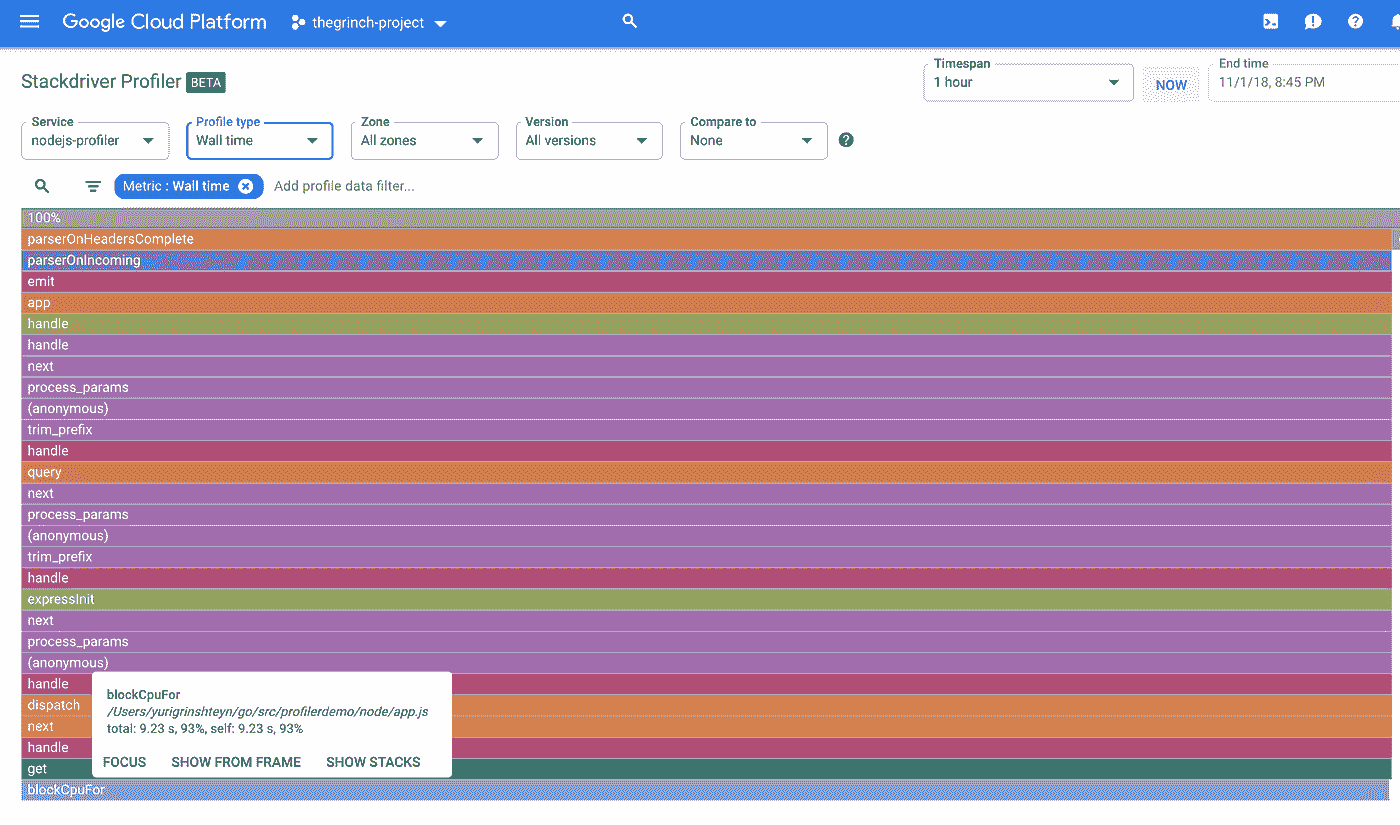 Google Cloud Platform thegrinch-project
Timespan End time
Stackdriver Profiler BETA 1 hour NOW 11/1/18, 8:45 PM
Service Profile type Zone Version Compare to
nodejs-profiler Wall time All zones All versions None
Metric : Wall time Add profile data filter...
100%
parserOnHeadersComplete
parserOnIncoming
emit
app
handle
handle
next
process_params
(anonymous)
trim_prefix
handle
query
next
process_params
(anonymous)
trim_prefix
handle
expressInit
next
process_params
(anonymous)
handle
dispatch
next
handle
get
blockCpuFor
blockCpuFor
/Users/yurigrinshteyn/go/src/profilerdemo/node/app.js
total: 9.23 s, 93%, self: 9.23 s, 93%
FOCUS SHOW FROM FRAME SHOW STACKS